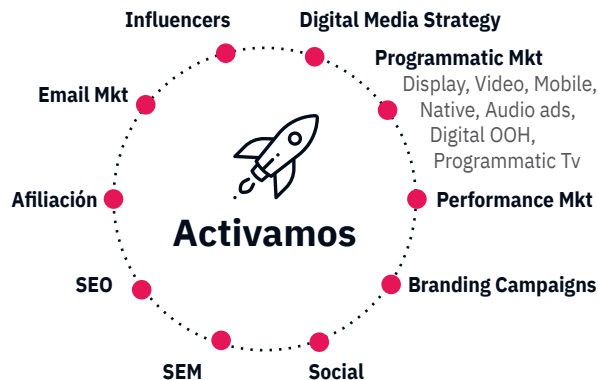 Influencers
Digital Media Strategy
Programmatic Mkt
Display, Video, Mobile,
Native, Audio ads,
Digital OOH,
Programmatic Tv
Email Mkt
Afiliación
Performance Mkt
Activamos
SEO
Branding Campaigns
SEM
Social